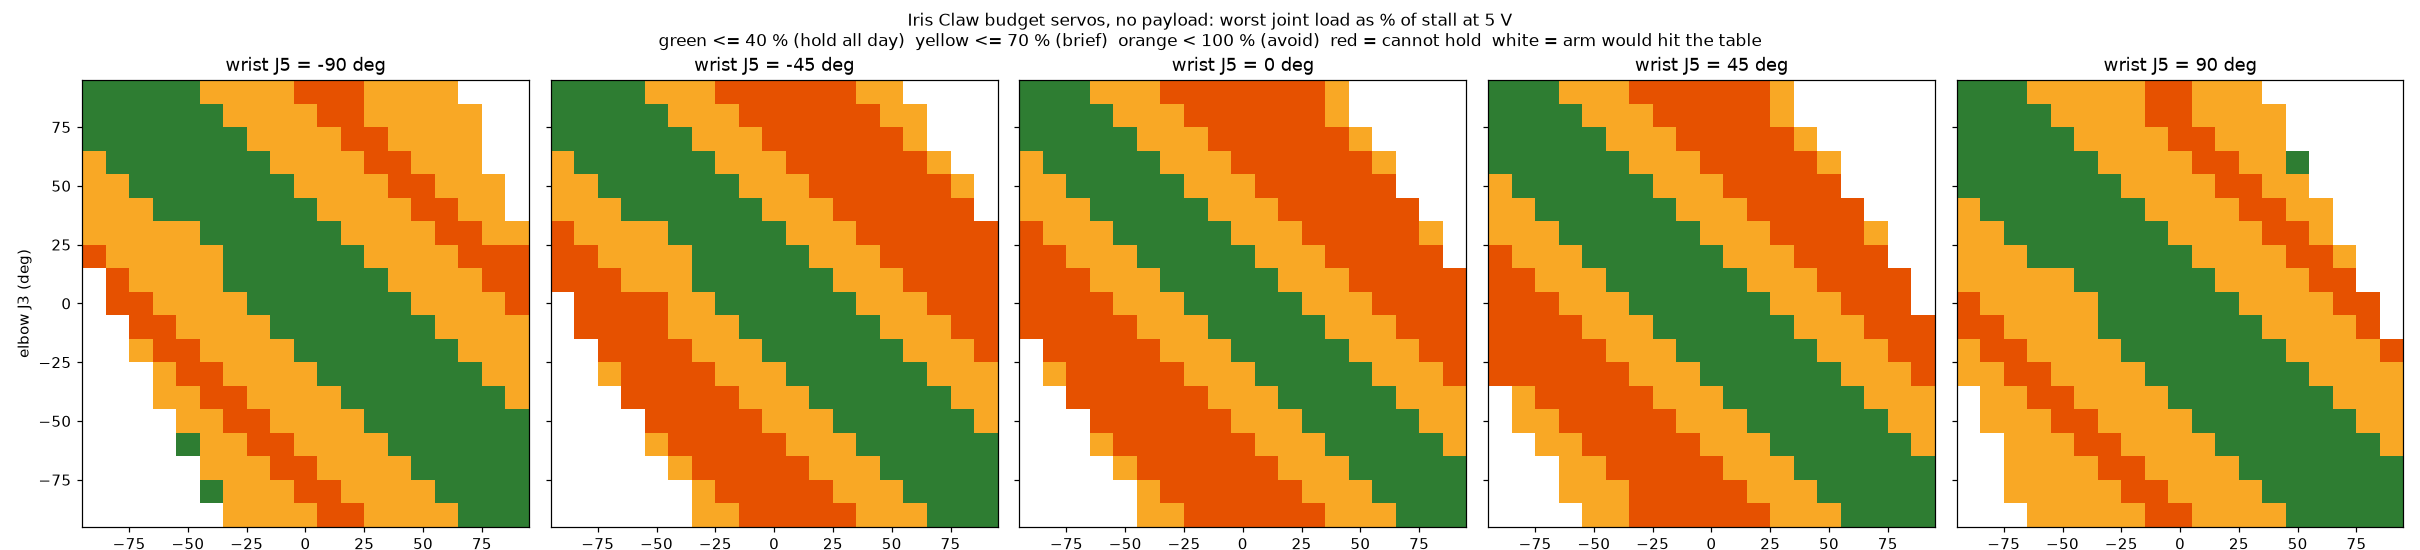 Iris Claw budget servos, no payload: worst joint load as % of stall at 5 V
green <= 40 % (hold all day)  yellow <= 70 % (brief)  orange < 100 % (avoid)  red = cannot hold  white = arm would hit the table
wrist J5 = -90 deg
wrist J5 = -45 deg
wrist J5 = 0 deg
wrist J5 = 45 deg
wrist J5 = 90 deg
elbow J3 (deg)
75
50
25
0
−25
−50
−75
−75 −50 −25 0 25 50 75
−75 −50 −25 0 25 50 75
−75 −50 −25 0 25 50 75
−75 −50 −25 0 25 50 75
−75 −50 −25 0 25 50 75